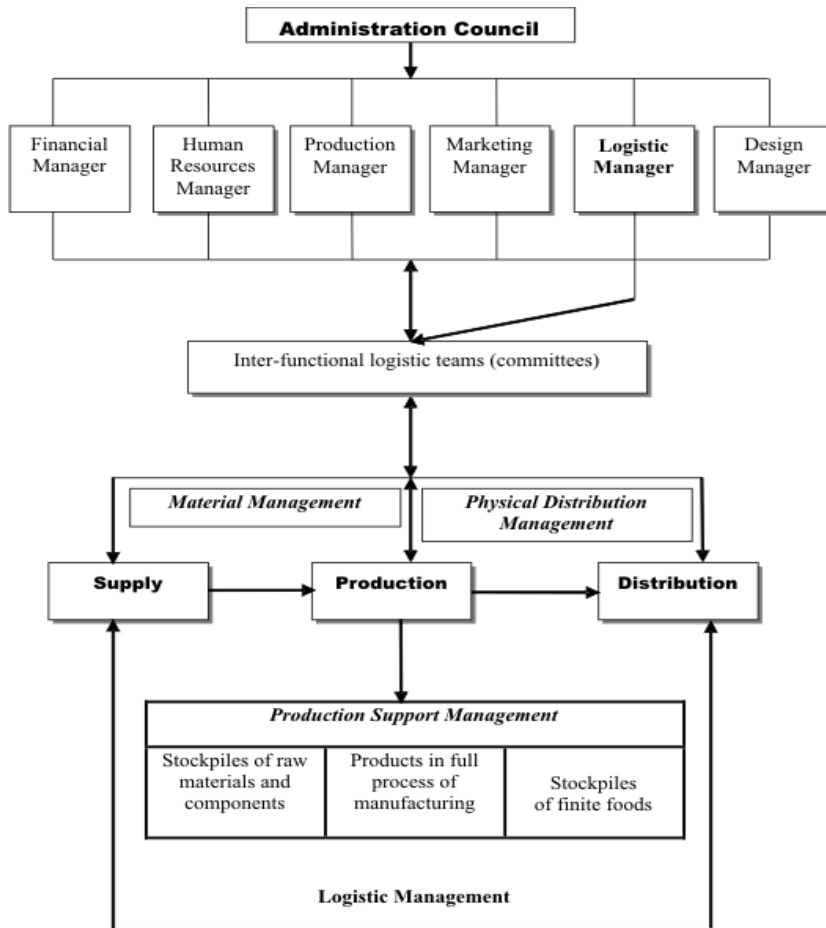 Administration Council
Financial
Manager
Human
Resources
Manager
Production
Manager
Marketing
Manager
Logistic
Manager
Design
Manager
Inter-functional logistic teams (committees)
Material Management
Physical Distribution
Management
Supply
Production
Distribution
Production Support Management
Stockpiles of raw
materials and
components
Products in full
process of
manufacturing
Stockpiles
of finite foods
Logistic Management